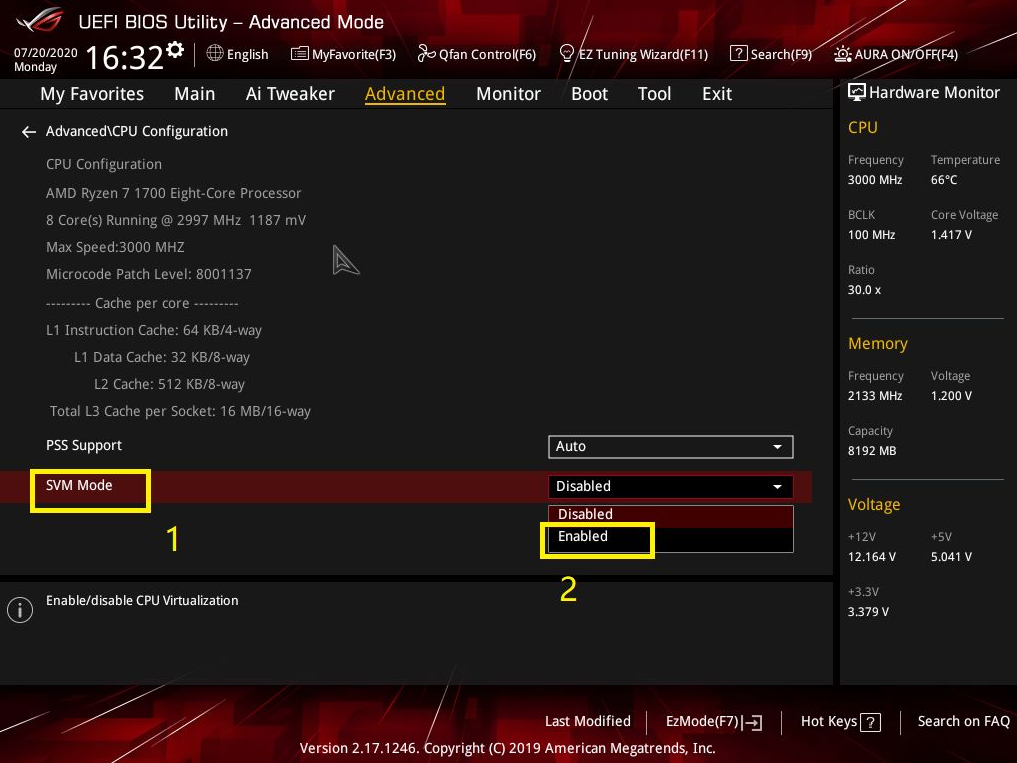 UEFI BIOS Utility – Advanced Mode
07/20/2020
Monday
16:32
English
MyFavorite(F3)
Qfan Control(F6)
EZ Tuning Wizard(F11)
? Search(F9)
AURA ON/OFF(F4)
My Favorites
Main
Ai Tweaker
Advanced
Monitor
Boot
Tool
Exit
Advanced\CPU Configuration
CPU Configuration
AMD Ryzen 7 1700 Eight-Core Processor
8 Core(s) Running @ 2997 MHz 1187 mV
Max Speed:3000 MHZ
Microcode Patch Level: 8001137
--------- Cache per core ---------
L1 Instruction Cache: 64 KB/4-way
L1 Data Cache: 32 KB/8-way
L2 Cache: 512 KB/8-way
Total L3 Cache per Socket: 16 MB/16-way
PSS Support
Auto
SVM Mode
Disabled
Disabled
Enabled
1
2
i
Enable/disable CPU Virtualization
Hardware Monitor
CPU
Frequency Temperature
3000 MHz 66°C
BCLK Core Voltage
100 MHz 1.417 V
Ratio
30.0 x
Memory
Frequency Voltage
2133 MHz 1.200 V
Capacity
8192 MB
Voltage
+12V +5V
12.164 V 5.041 V
+3.3V
3.379 V
Last Modified
EzMode(F7)
Hot Keys ?
Search on FAQ
Version 2.17.1246. Copyright (C) 2019 American Megatrends, Inc.